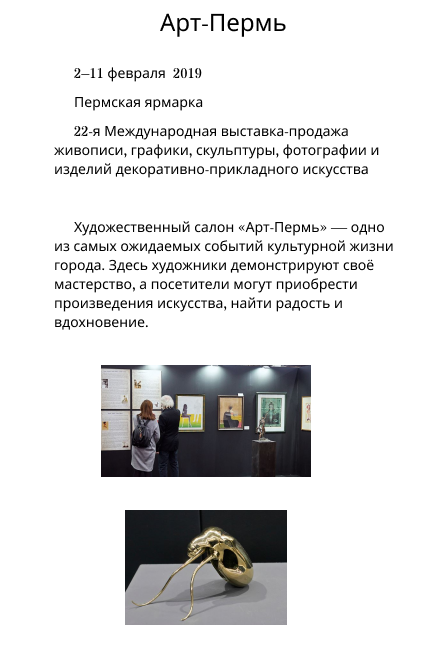 Арт-Пермь
2–11 февраля 2019
Пермская ярмарка
22-я Международная выставка-продажа
живописи, графики, скульптуры, фотографии и
изделий декоративно-прикладного искусства
Художественный салон «Арт-Пермь» — одно
из самых ожидаемых событий культурной жизни
города. Здесь художники демонстрируют своё
мастерство, а посетители могут приобрести
произведения искусства, найти радость и
вдохновение.